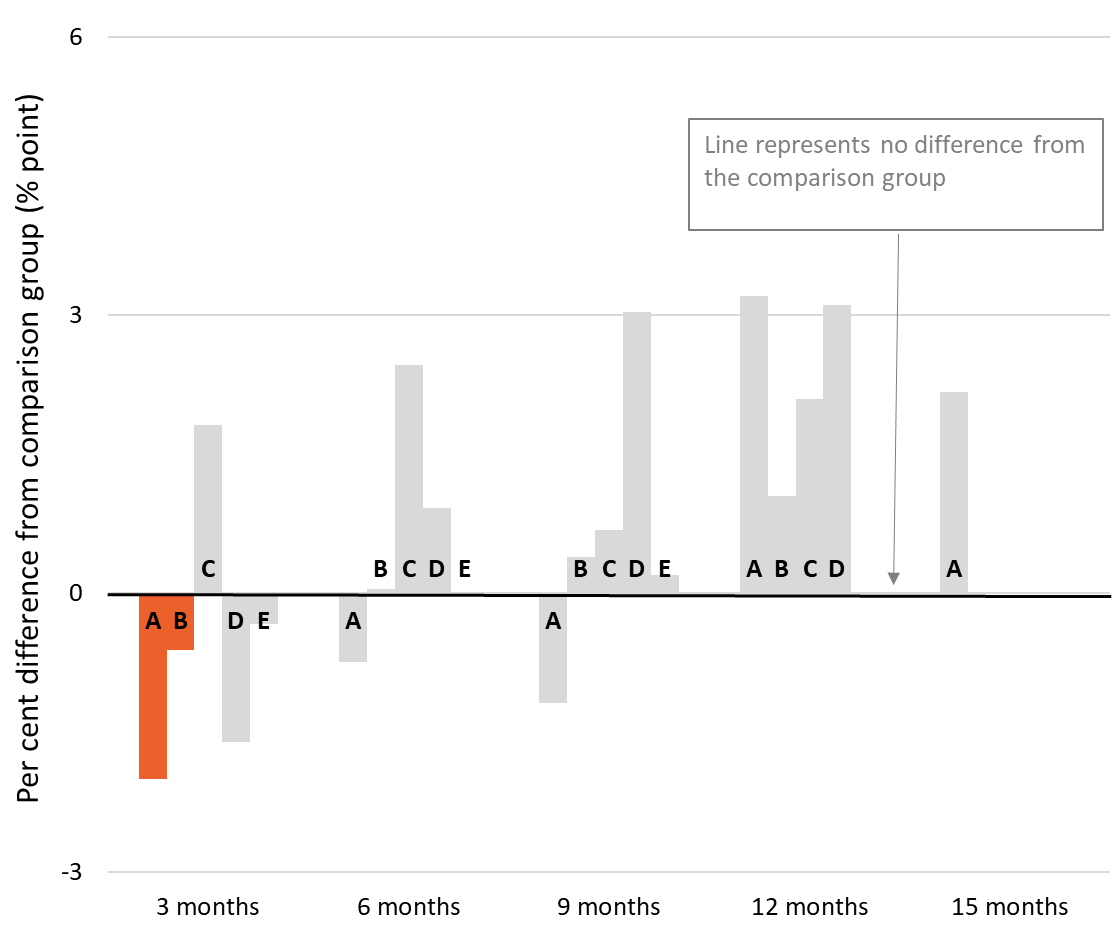 6
Line represents no difference from
the comparison group
Per cent difference from comparison group (% point)
3
C B C D E B C D E A B C D A
0
A B D E A A
-3
3 months 6 months 9 months 12 months 15 months